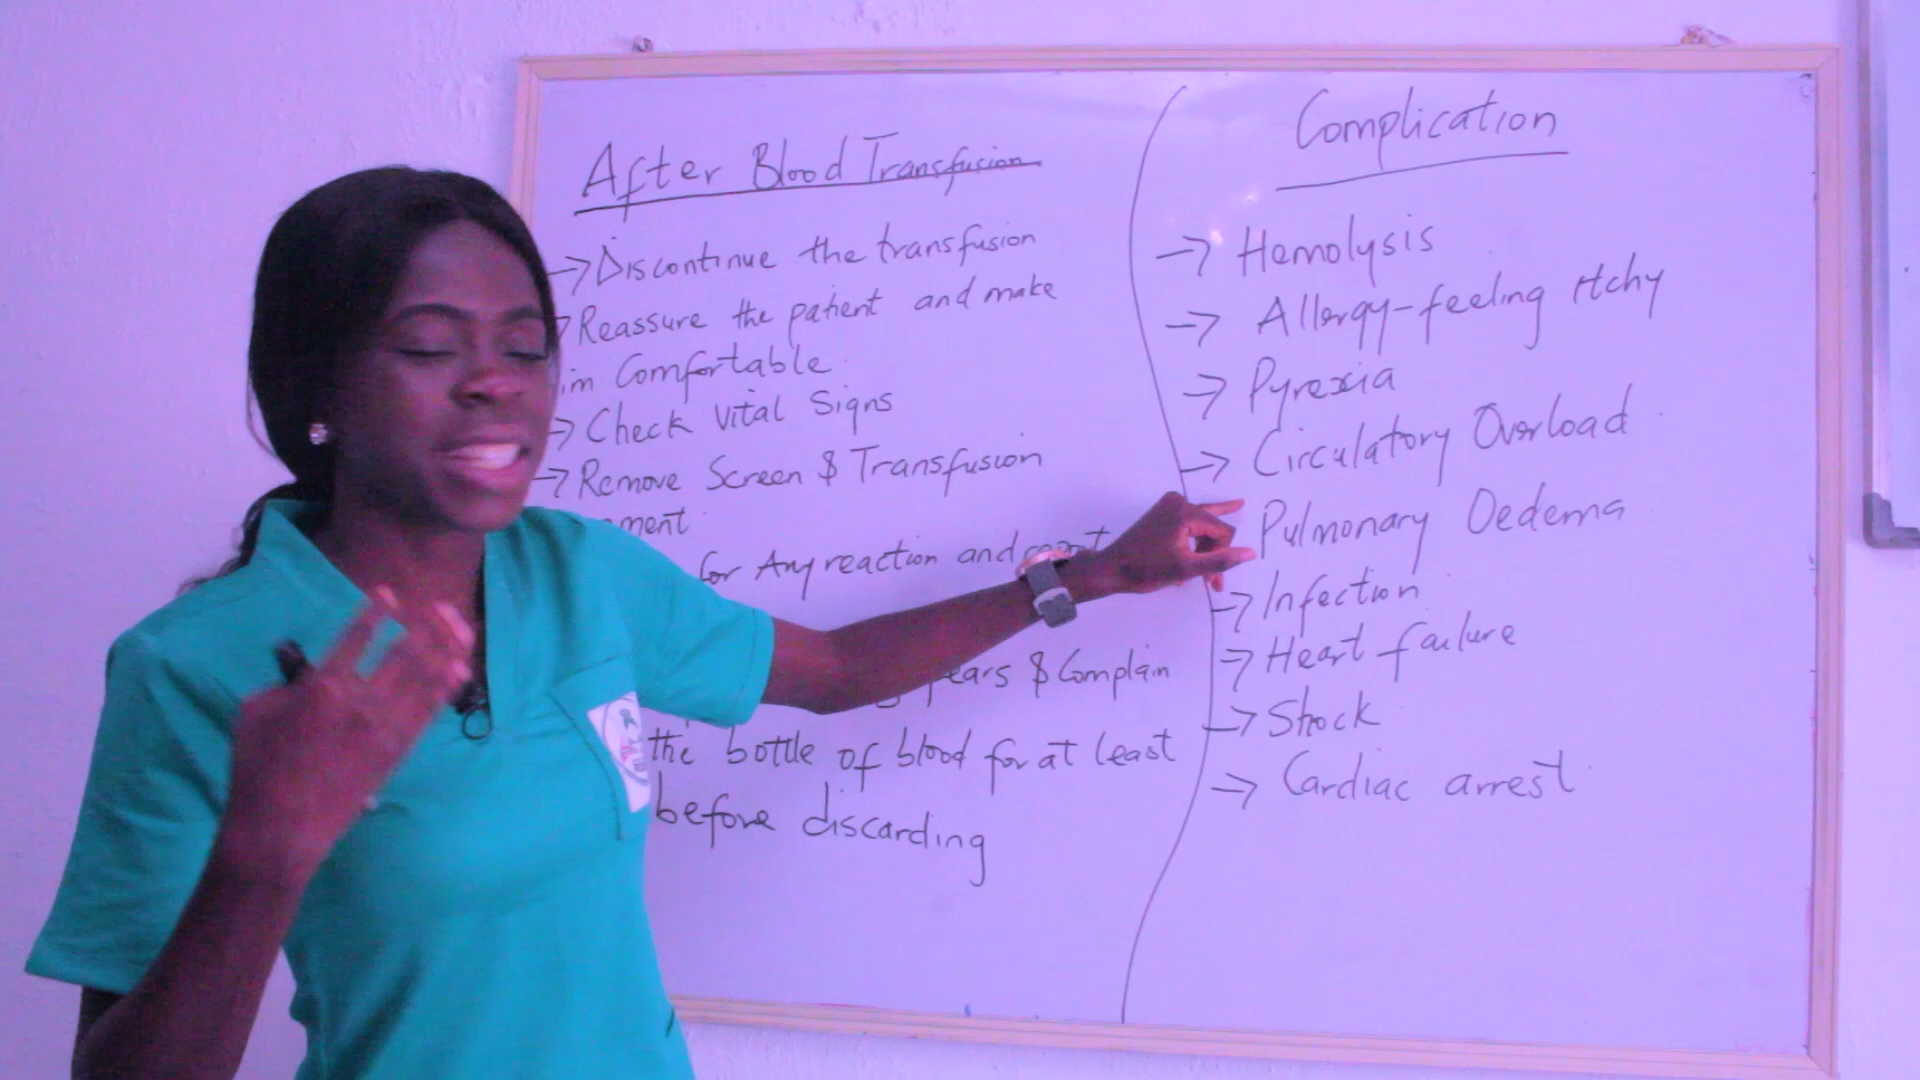 After Blood Transfusion
→ Discontinue the transfusion
Reassure the patient and make
im Comfortable.
→ Check Vital Signs
→ Remove Screen $ Transfusion
ment
for Any reaction and
ears $ Complain
the bottle of blood for at least
before discarding
Complication
→ Hemolysis
→ Allergy-feeling itchy
→ Pyrexia
→ Circulatory Overload
Pulmonary Oedema
→ Infection
→ Heart failure
→ Shock
→ Cardiac arrest